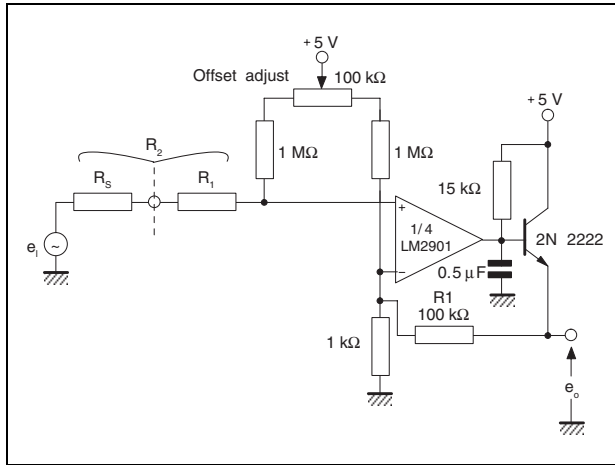 +5 V
Offset adjust
100 kΩ
+5 V
R2
1 MΩ
1 MΩ
15 kΩ
RS
R1
+
1/4
LM2901
−
2N 2222
ei
~
0.5 μF
R1
100 kΩ
1 kΩ
eo